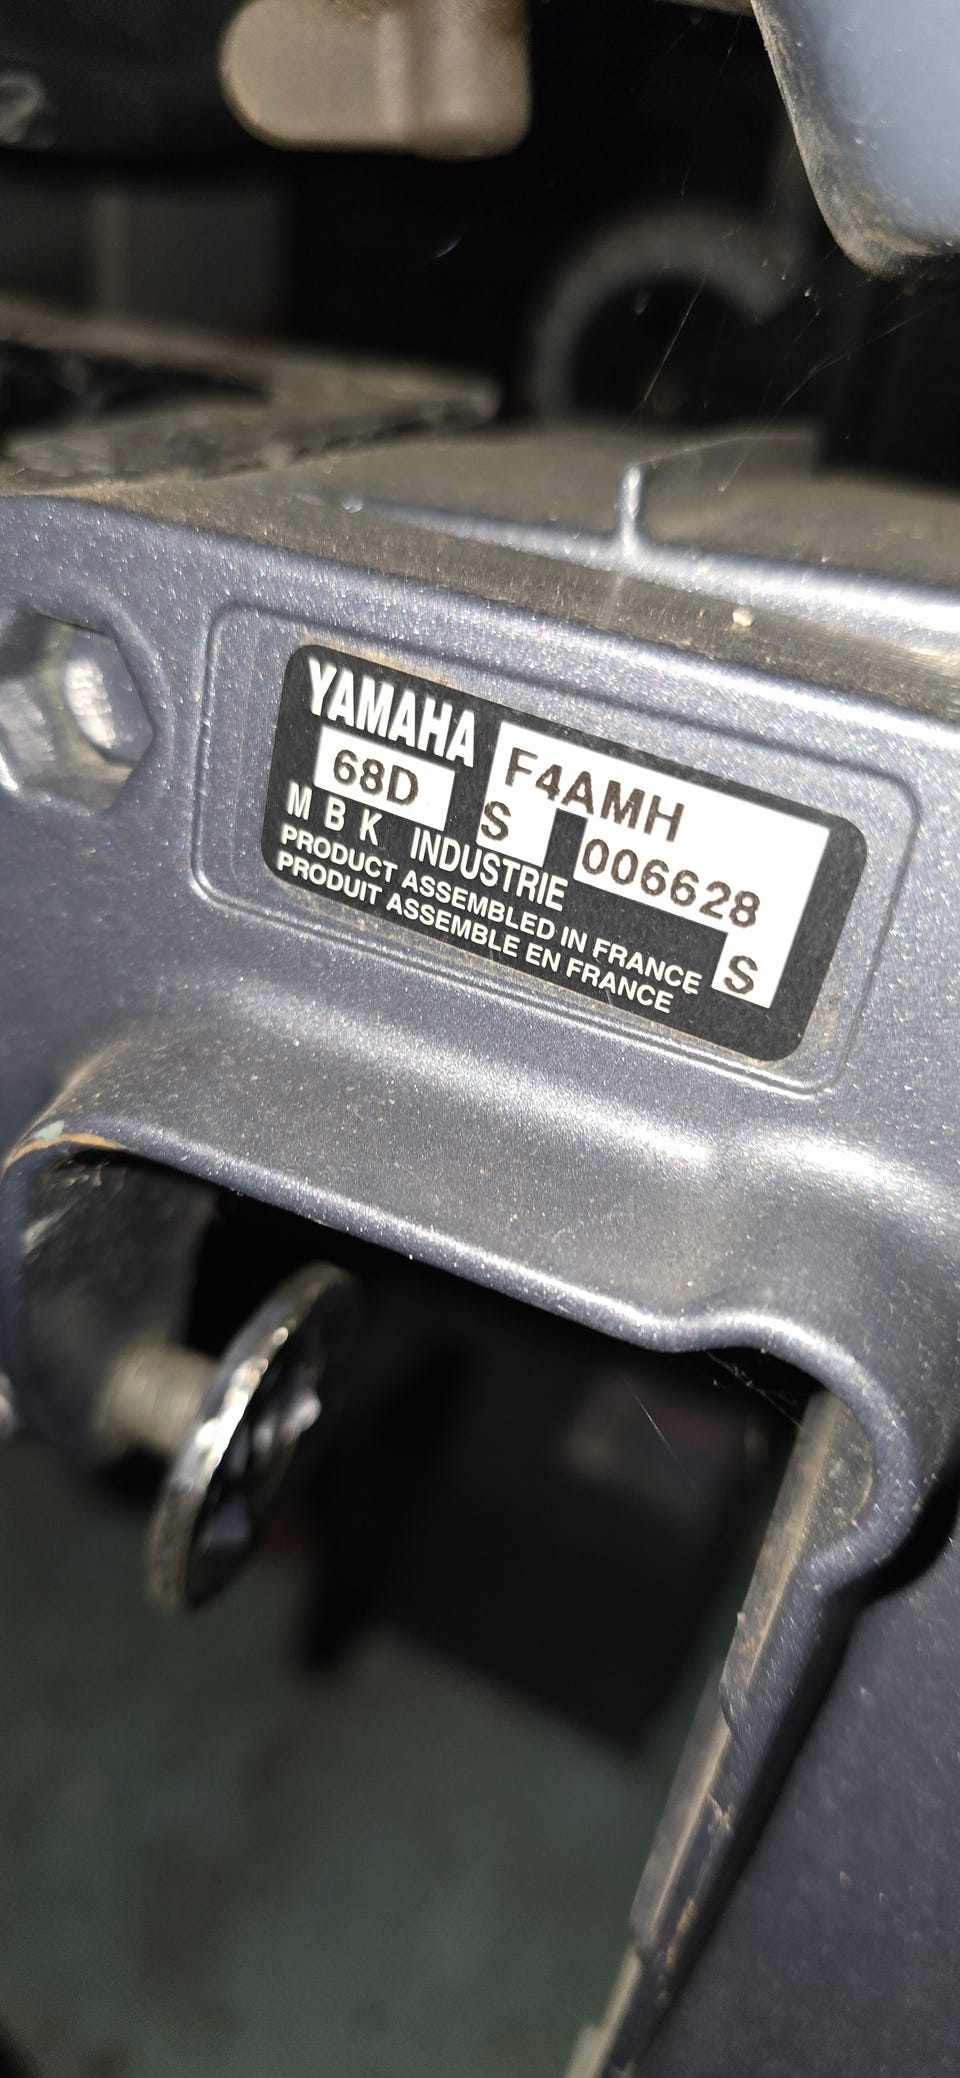 YAMAHA F4AMH
68D S 006628
M B K INDUSTRIE
PRODUCT ASSEMBLED IN FRANCE S
PRODUIT ASSEMBLE EN FRANCE